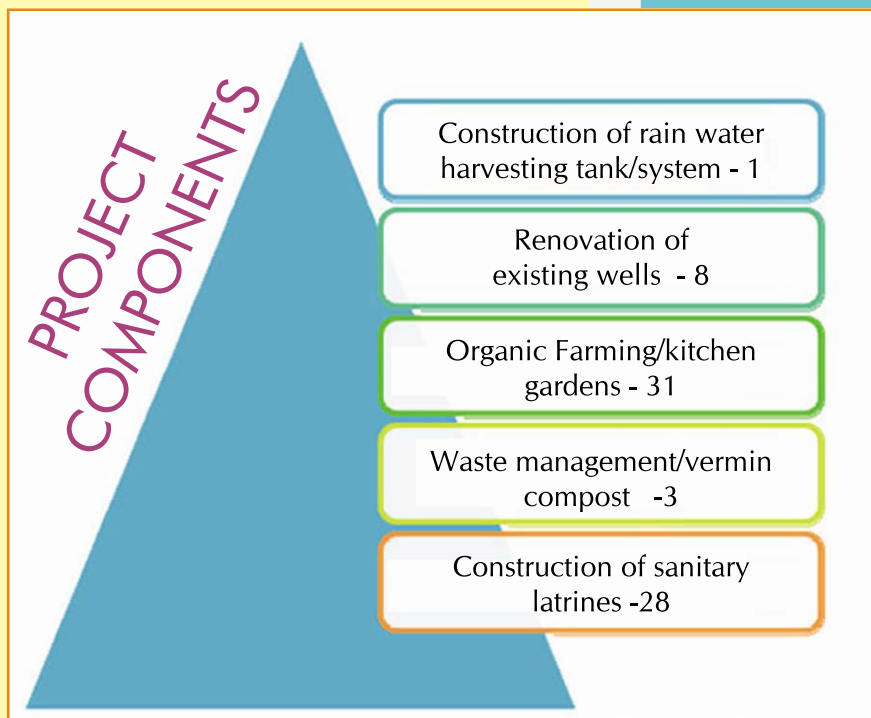 PROJECT
COMPONENTS
Construction of rain water
harvesting tank/system - 1
Renovation of
existing wells - 8
Organic Farming/kitchen
gardens - 31
Waste management/vermin
compost -3
Construction of sanitary
latrines -28